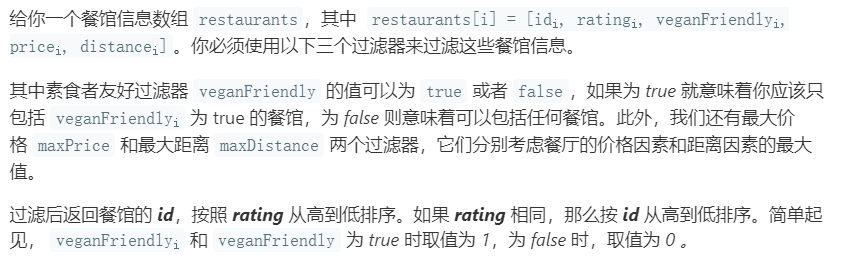 给你一个餐馆信息数组 restaurants，其中 restaurants[i] = [idi, ratingi, veganFriendlyi,
pricei, distancei]。你必须使用以下三个过滤器来过滤这些餐馆信息。
其中素食者友好过滤器 veganFriendly 的值可以为 true 或者 false，如果为 true 就意味着你应该只
包括 veganFriendlyi 为 true 的餐馆，为 false 则意味着可以包括任何餐馆。此外，我们还有最大价
格 maxPrice 和最大距离 maxDistance 两个过滤器，它们分别考虑餐厅的价格因素和距离因素的最大
值。
过滤后返回餐馆的 id，按照 rating 从高到低排序。如果 rating 相同，那么按 id 从高到低排序。简单起
见， veganFriendlyi 和 veganFriendly 为 true 时取值为 1，为 false 时，取值为 0 。